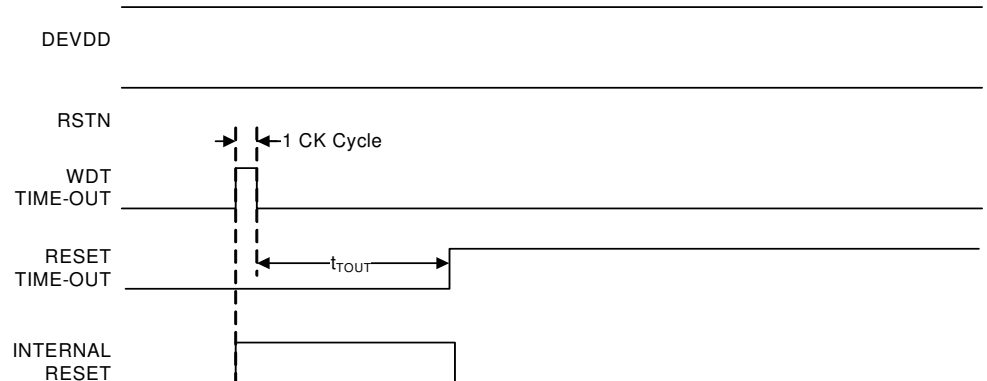 DEVDD
RSTN
1 CK Cycle
WDT
TIME-OUT
RESET
TIME-OUT
tTOUT
INTERNAL
RESET